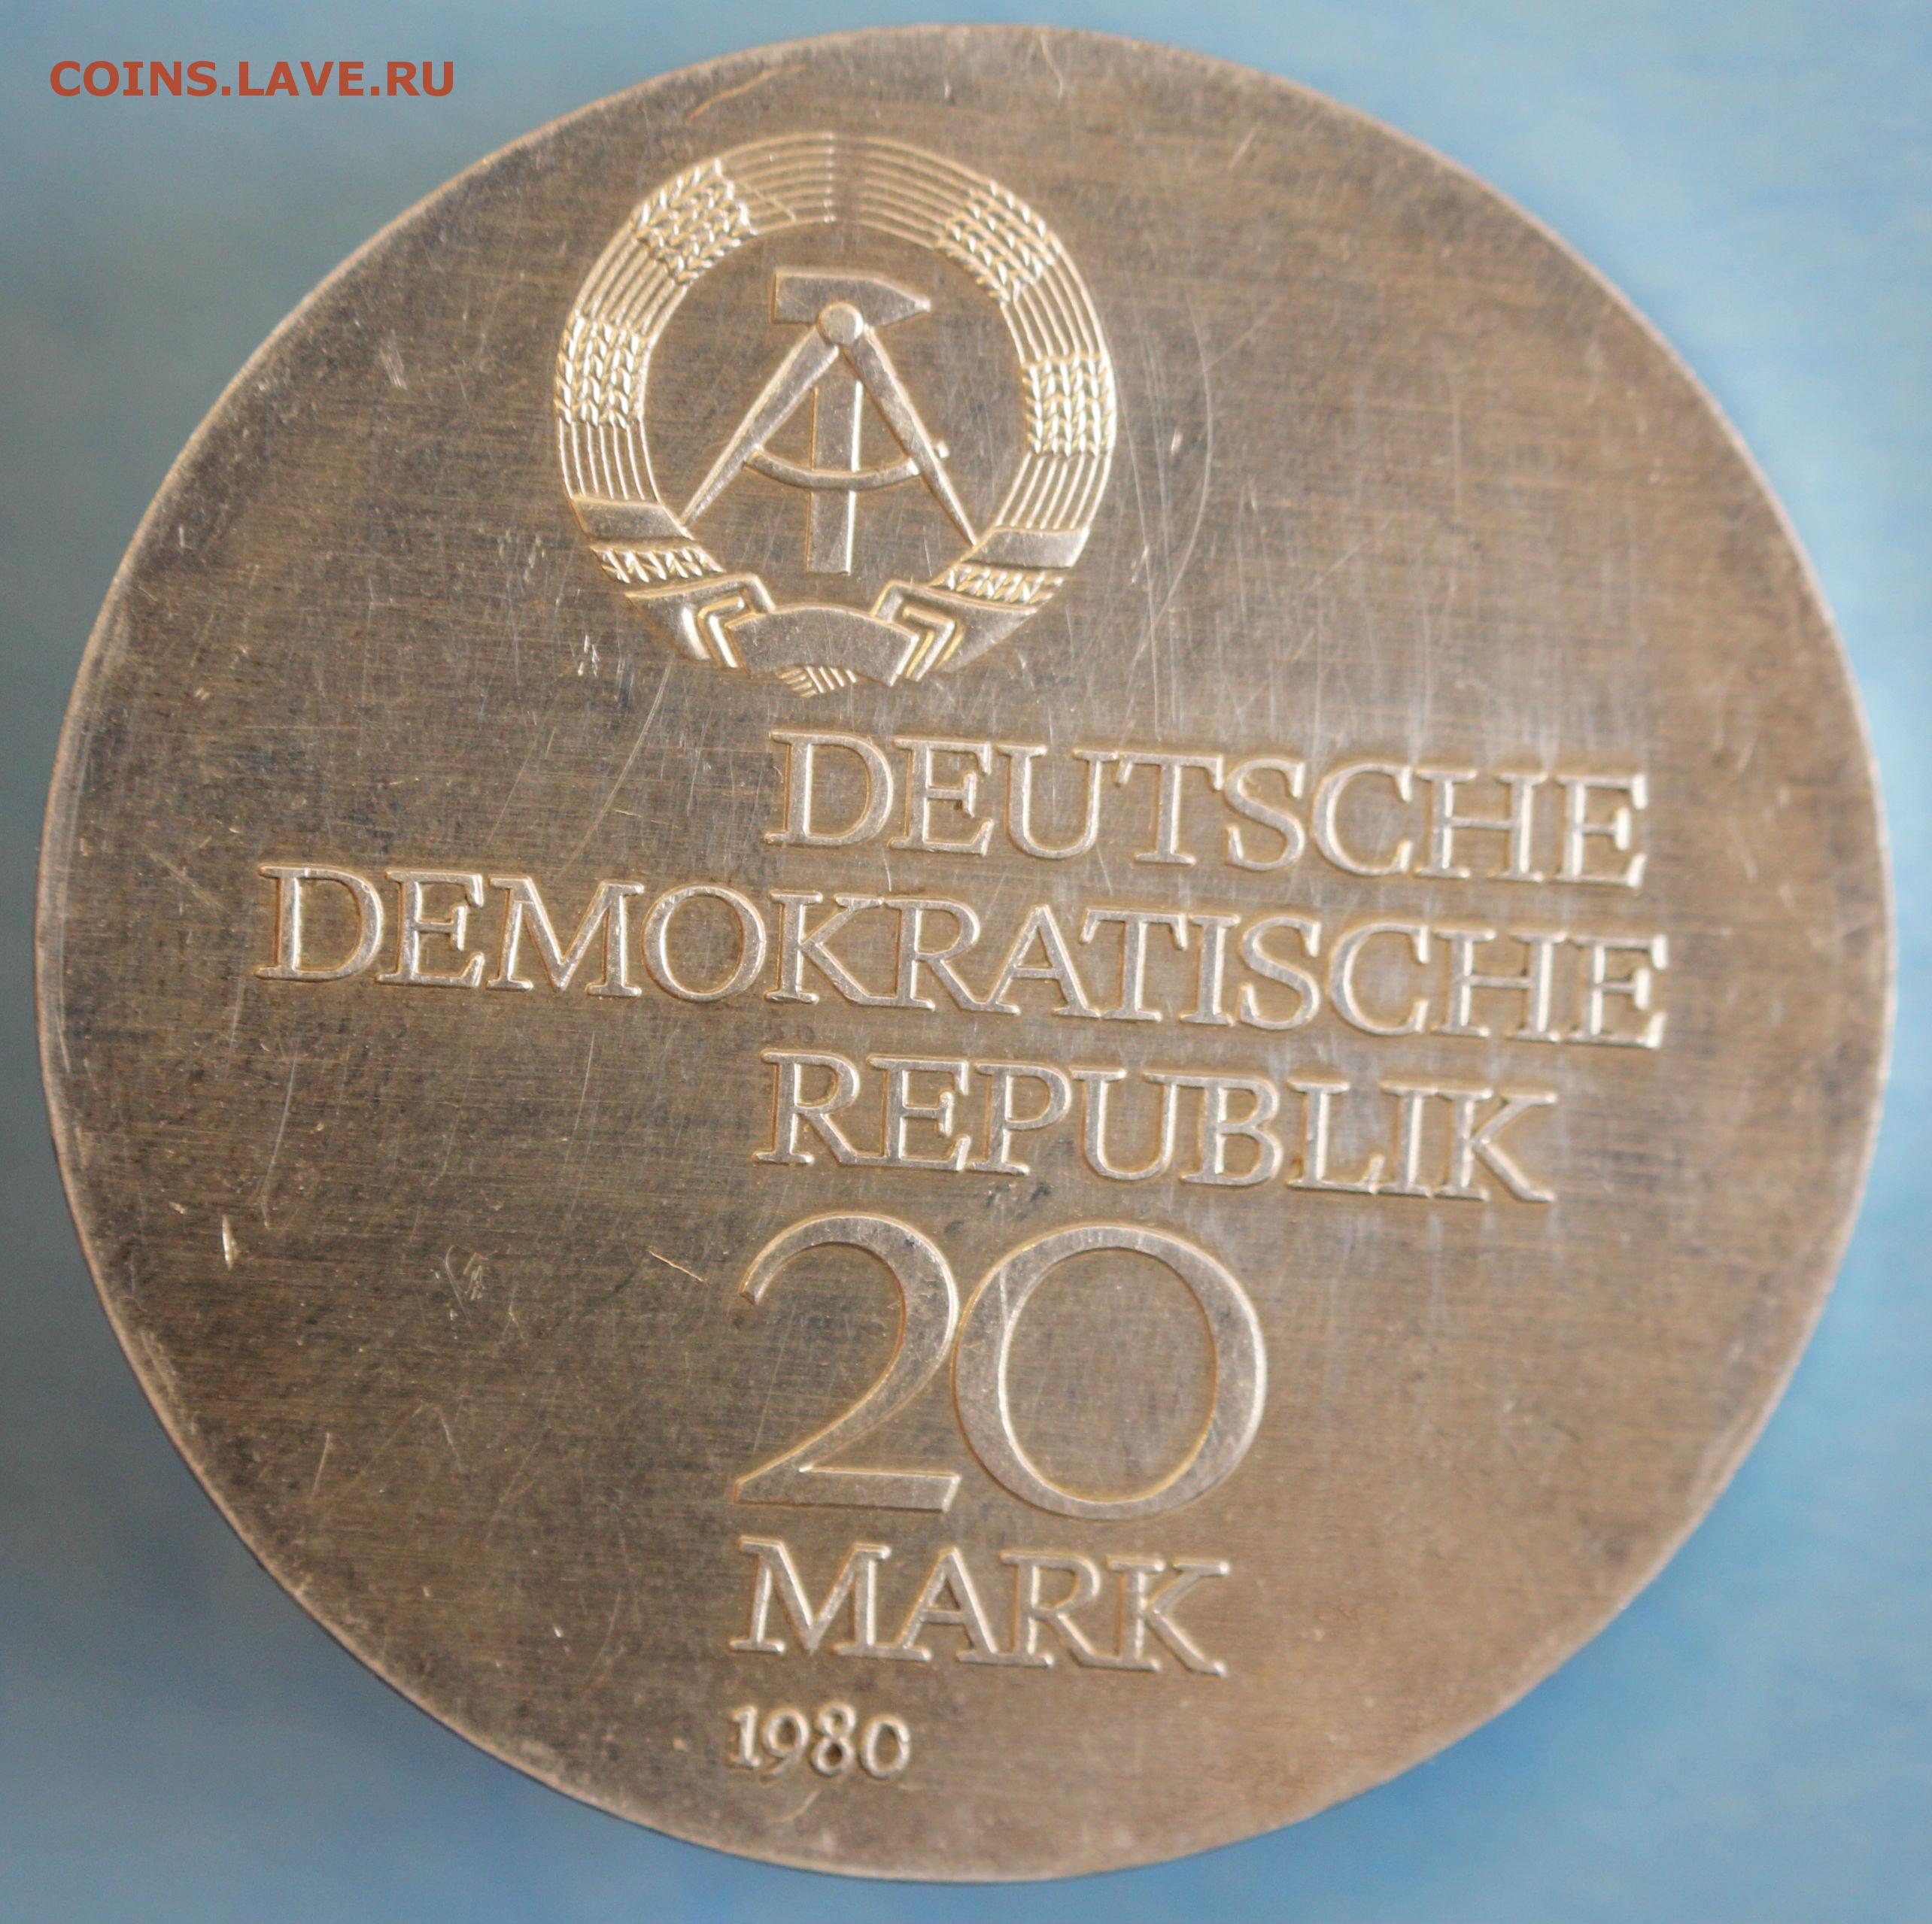 COINS.LAVE.RU
DEUTSCHE
DEMOKRATISCHE
REPUBLIK
20
MARK
1980